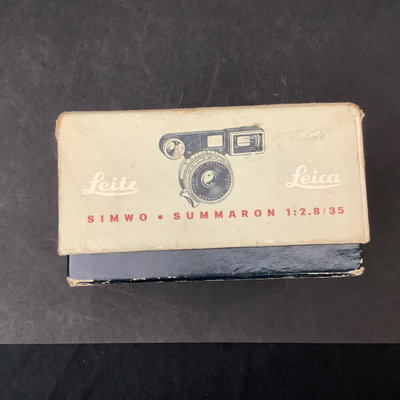 Leitz Leica
SIMWO • SUMMARON 1:2.8/35